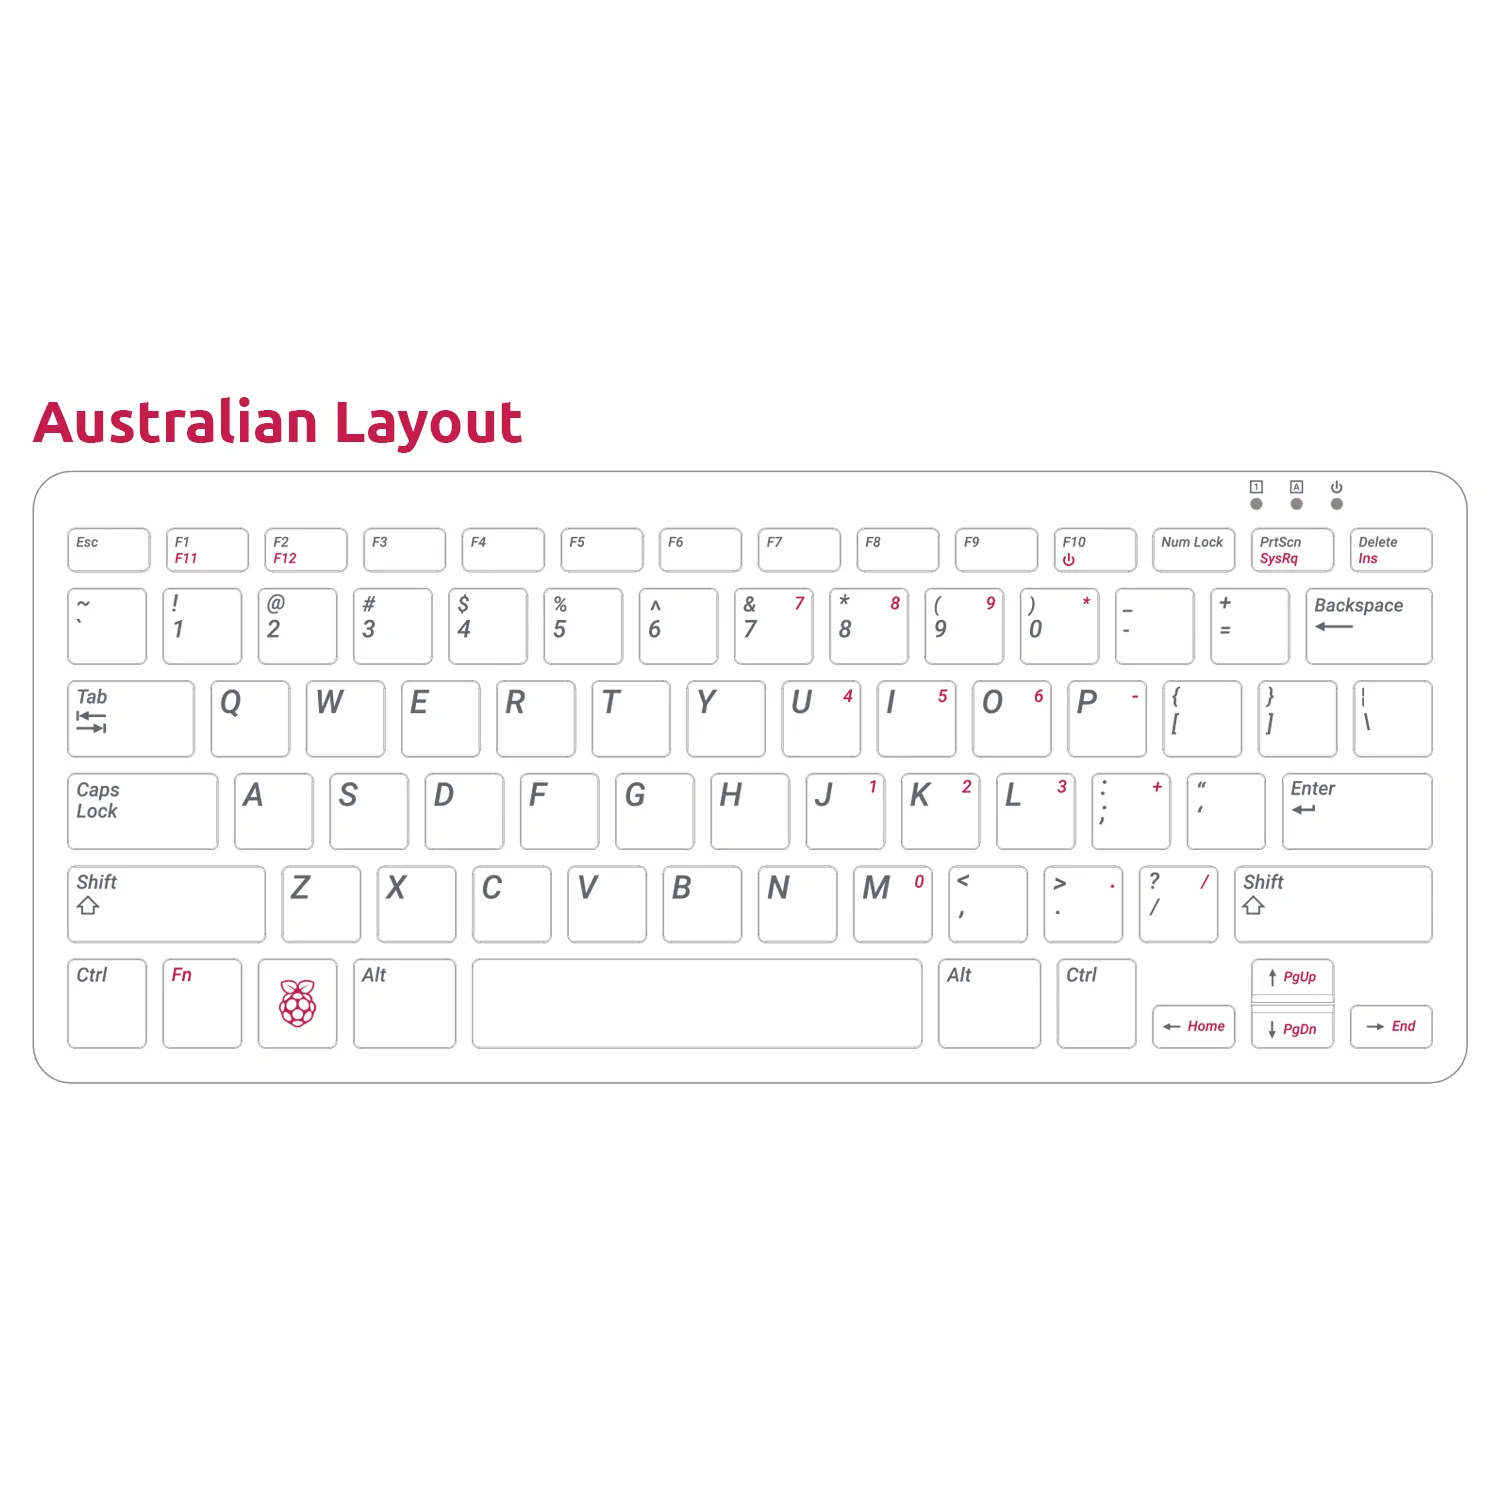 Australian Layout
1 A
Esc F1 F2 F3 F4 F5 F6 F7 F8 F9 F10 Num Lock PrtScn Delete
F11 F12 SysRq Ins
~ ! @ # $ % ^ & 7 * 8 ( 9 ) * _ + Backspace
` 1 2 3 4 5 6 7 8 9 0 - =
Tab Q W E R T Y U 4 I 5 O 6 P - { } ¦
[ ] \
Caps A S D F G H J 1 K 2 L 3 : + “ Enter
Lock ; ‘
Shift Z X C V B N M 0 < > . ? / Shift
, . /
Ctrl Fn Alt Alt Ctrl ↑ PgUp
← Home ↓ PgDn → End